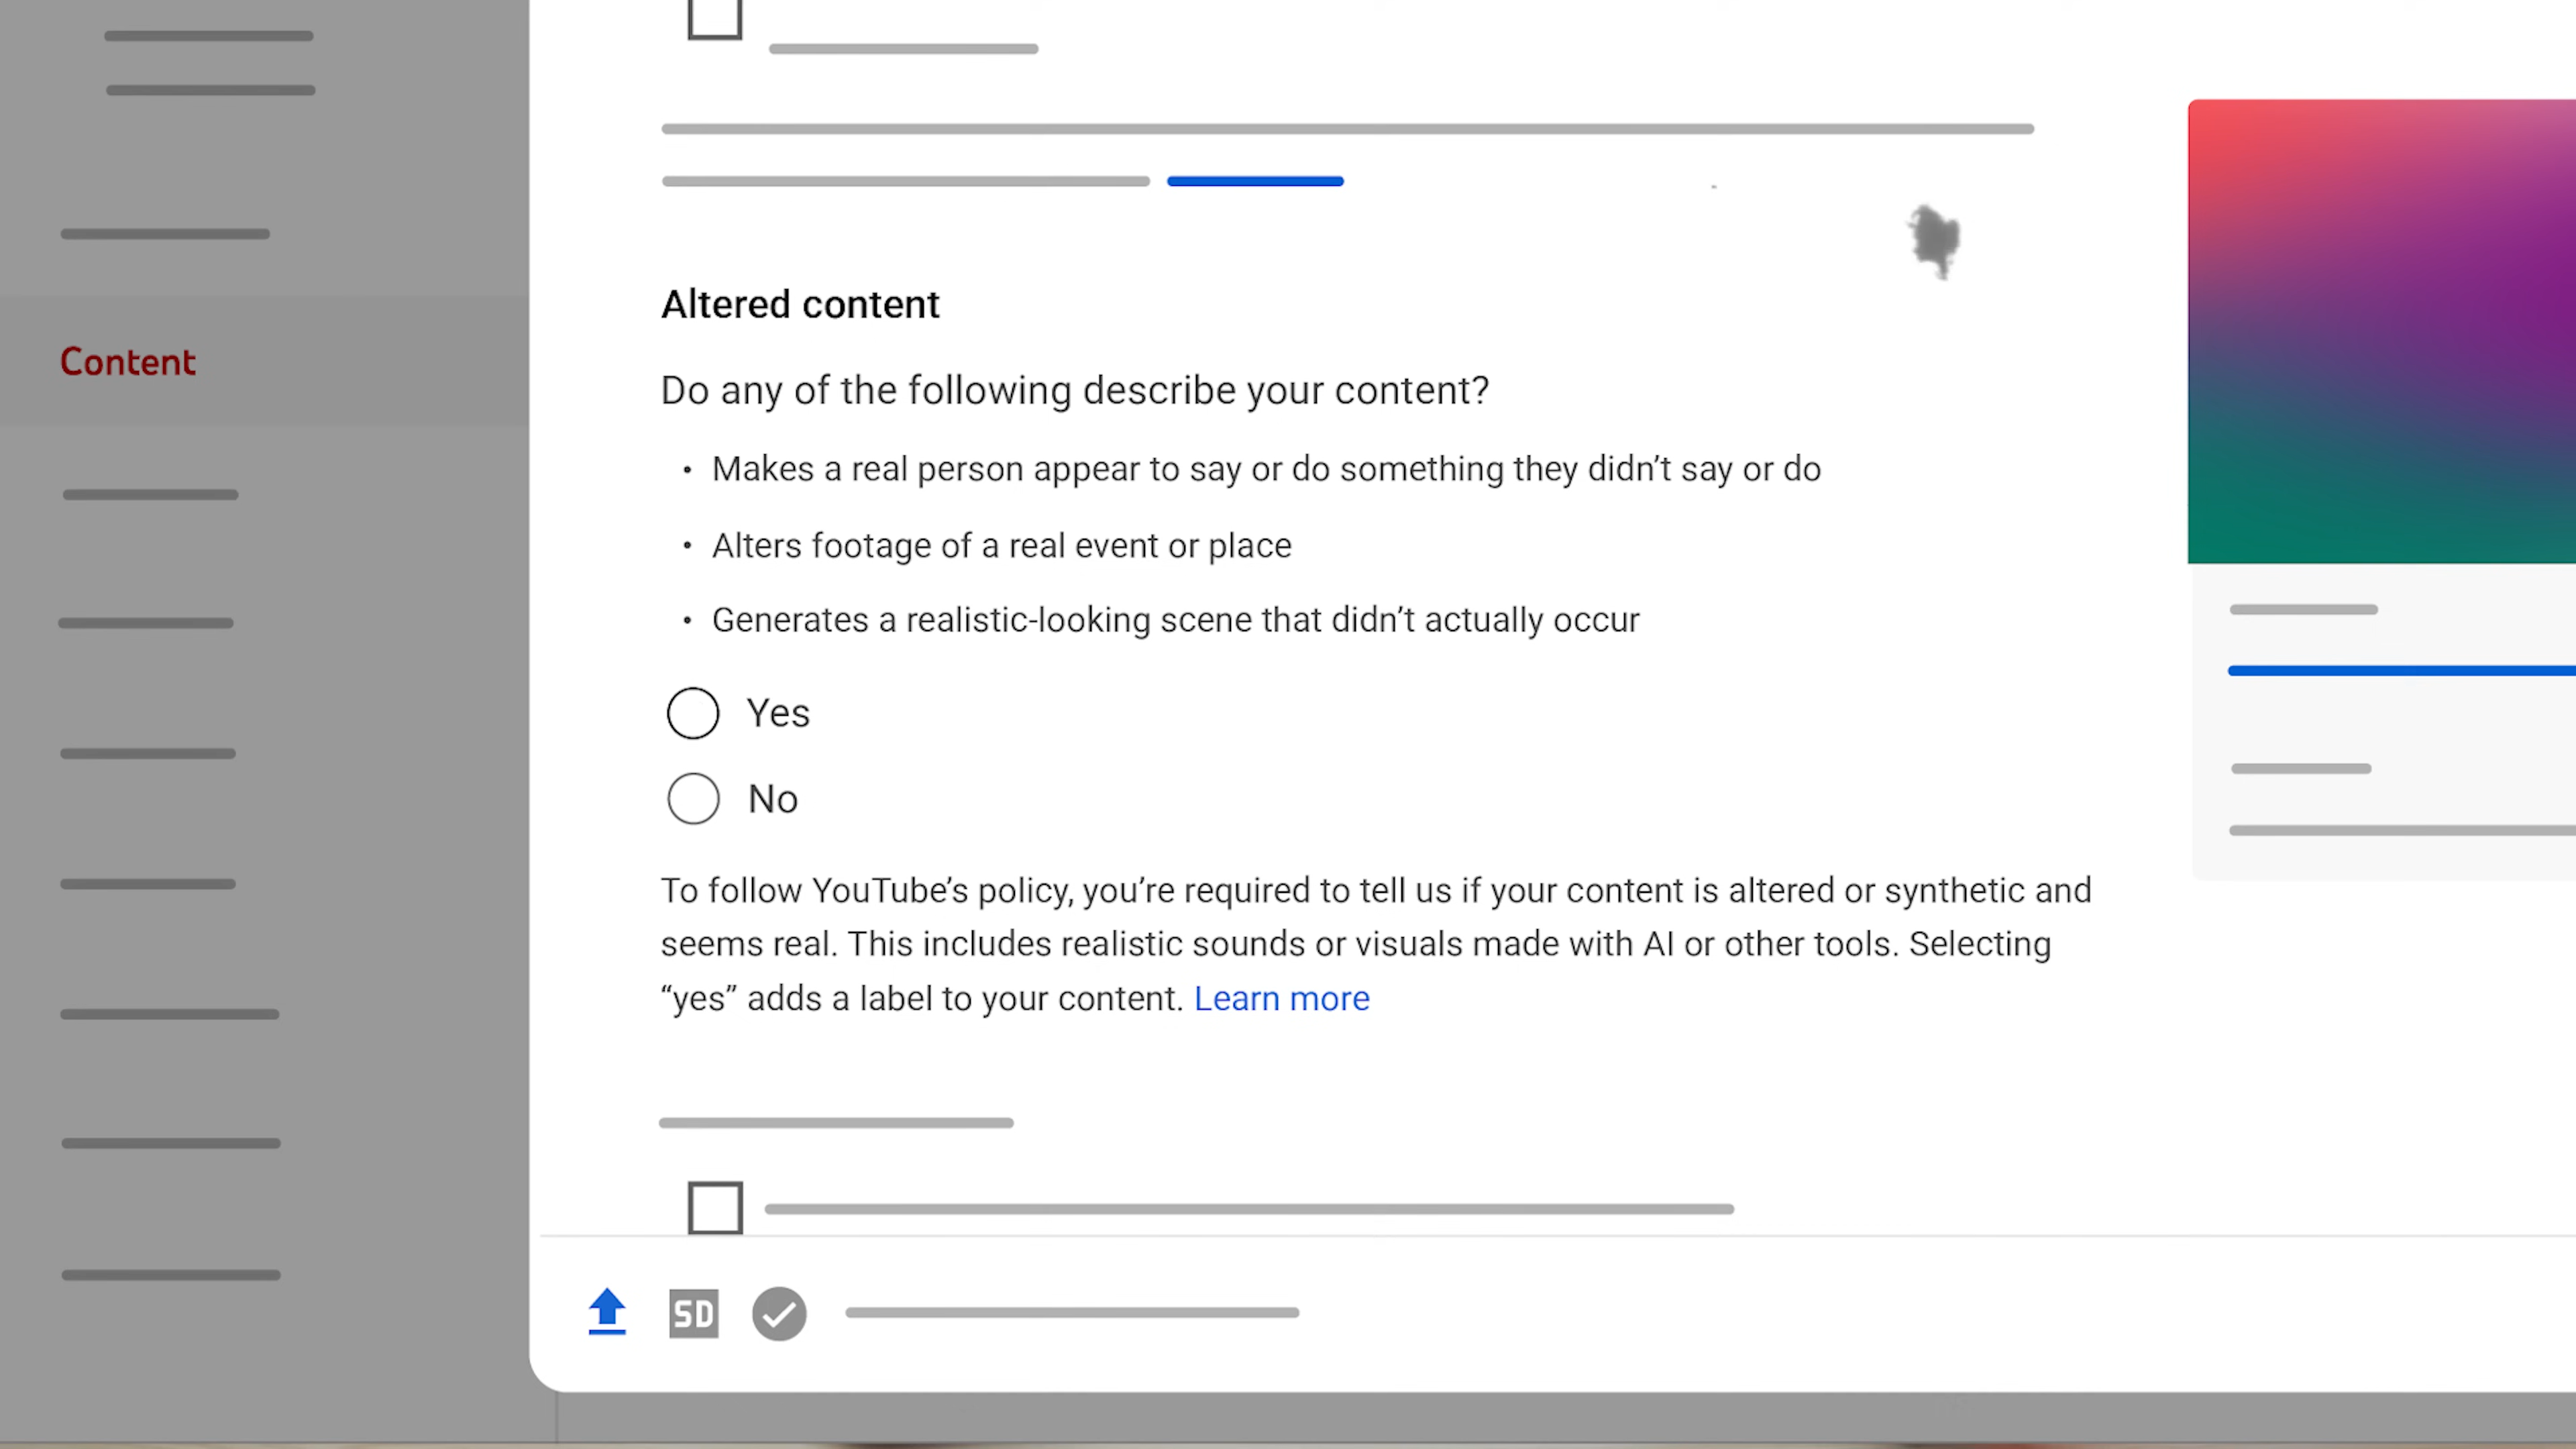 Content
Altered content
Do any of the following describe your content?
• Makes a real person appear to say or do something they didn’t say or do
• Alters footage of a real event or place
• Generates a realistic-looking scene that didn’t actually occur
Yes
No
To follow YouTube’s policy, you’re required to tell us if your content is altered or synthetic and
seems real. This includes realistic sounds or visuals made with AI or other tools. Selecting
“yes” adds a label to your content. Learn more
SD